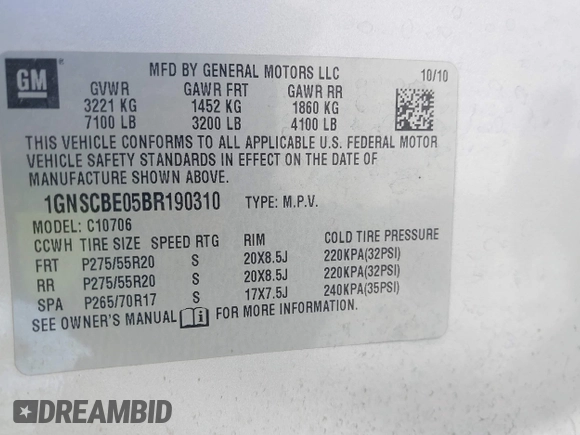 GM
MFD BY GENERAL MOTORS LLC 10/10
GVWR GAWR FRT GAWR RR
3221 KG 1452 KG 1860 KG
7100 LB 3200 LB 4100 LB
THIS VEHICLE CONFORMS TO ALL APPLICABLE U.S. FEDERAL MOTOR
VEHICLE SAFETY STANDARDS IN EFFECT ON THE DATE OF
MANUFACTURE SHOWN ABOVE.
1GNSCBE05BR190310 TYPE: M.P.V.
MODEL: C10706
CCWH TIRE SIZE SPEED RTG RIM COLD TIRE PRESSURE
FRT P275/55R20 S 20X8.5J 220KPA(32PSI)
RR P275/55R20 S 20X8.5J 220KPA(32PSI)
SPA P265/70R17 S 17X7.5J 240KPA(35PSI)
SEE OWNER'S MANUAL i FOR MORE INFORMATION.
DREAMBID